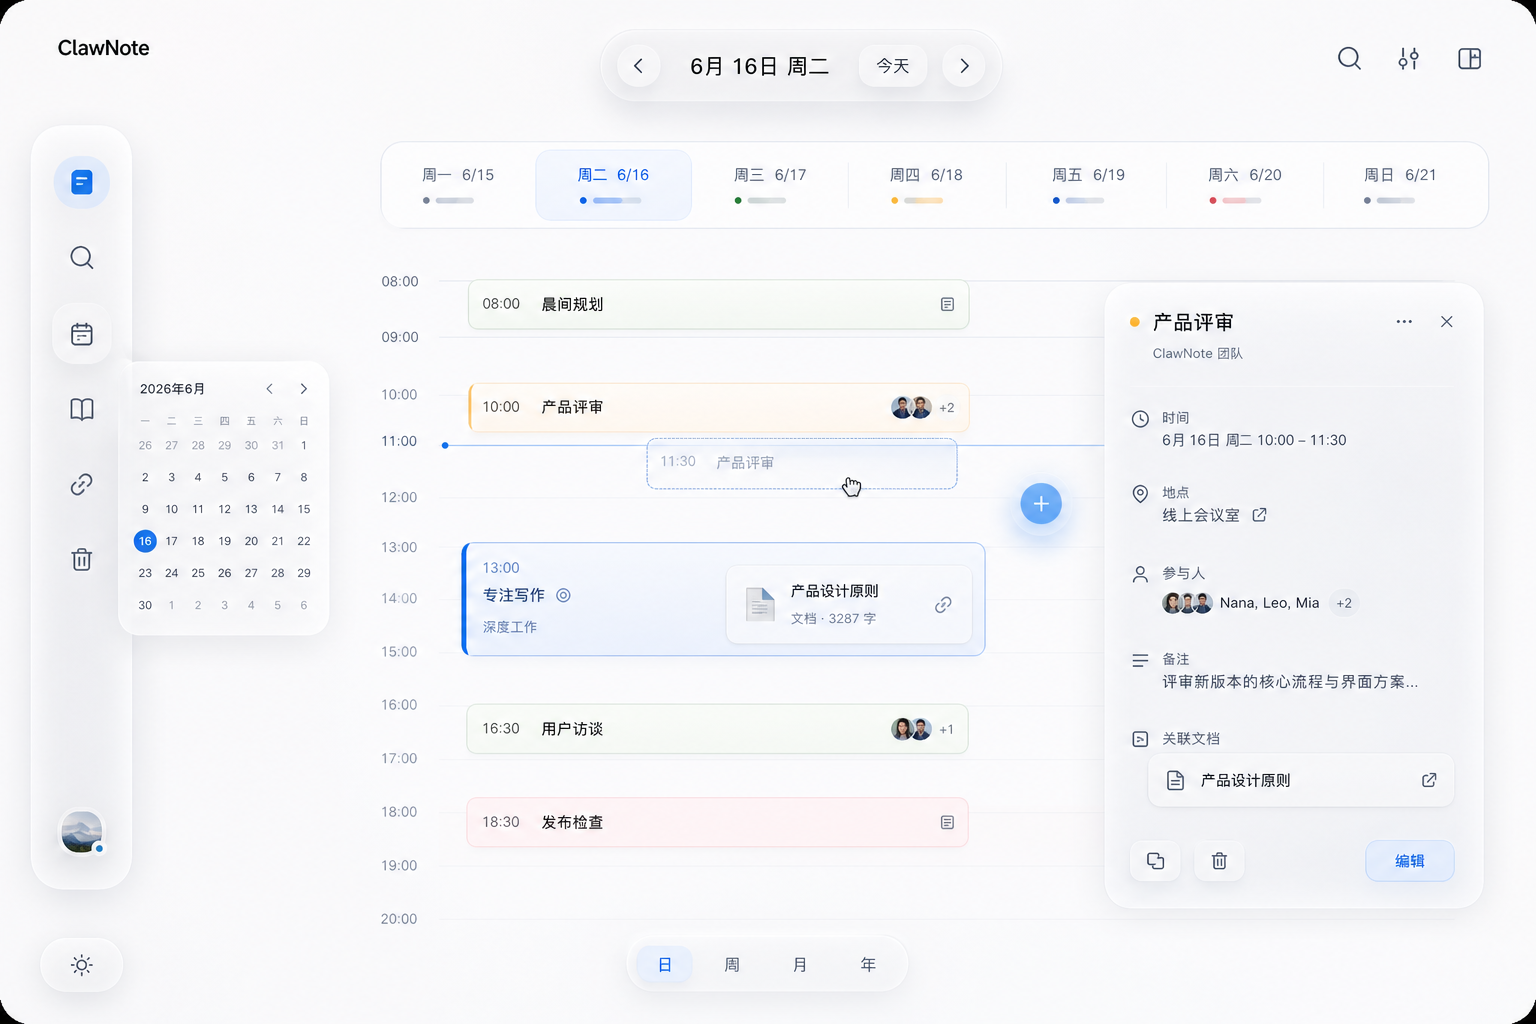 ClawNote
6月 16日 周二
今天
周一 6/15
周二 6/16
周三 6/17
周四 6/18
周五 6/19
周六 6/20
周日 6/21
2026年6月
一 二 三 四 五 六 日
26 27 28 29 30 31 1
2 3 4 5 6 7 8
9 10 11 12 13 14 15
16 17 18 19 20 21 22
23 24 25 26 27 28 29
30 1 2 3 4 5 6
08:00
08:00 晨间规划
09:00
10:00
10:00 产品评审 +2
11:00
11:30 产品评审
12:00
13:00
13:00
专注写作
深度工作
产品设计原则
文档 · 3287 字
14:00
15:00
16:00
16:30 用户访谈 +1
17:00
18:00
18:30 发布检查
19:00
20:00
产品评审
ClawNote 团队
时间
6月 16日 周二 10:00 – 11:30
地点
线上会议室
参与人
Nana, Leo, Mia +2
备注
评审新版本的核心流程与界面方案...
关联文档
产品设计原则
编辑
日 周 月 年